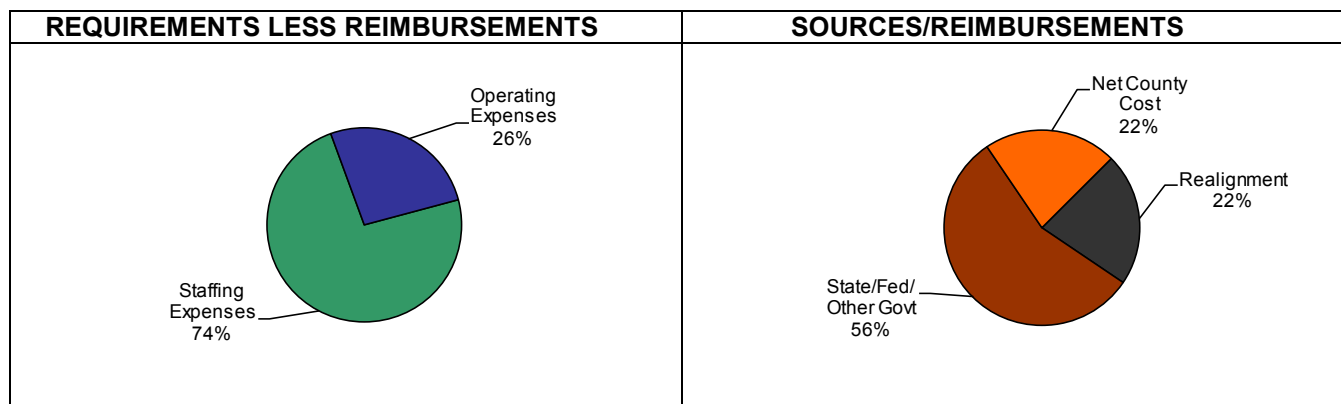 REQUIREMENTS LESS REIMBURSEMENTS
Operating
Expenses
26%
Staffing
Expenses
74%
SOURCES/REIMBURSEMENTS
Net County
Cost
22%
Realignment
22%
State/Fed/
Other Govt
56%